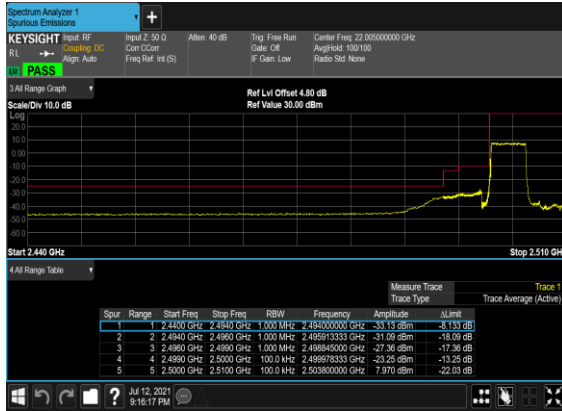 Spectrum Analyzer 1
Spurious Emissions
+
KEYSIGHT Input: RF Input Z: 50 Ω Atten: 40 dB Trig: Free Run Center Freq: 22.005000000 GHz
RL Coupling: DC Corr CCorr Gate: Off Avg|Hold: 100/100
Align: Auto Freq Ref: Int (S) IF Gain: Low Radio Std: None
PASS
3 All Range Graph
Ref Lvl Offset 4.80 dB
Scale/Div 10.0 dB Ref Value 30.00 dBm
Log
20.0
10.0
0.00
-10.0
-20.0
-30.0
-40.0
-50.0
-60.0
Start 2.440 GHz Stop 2.510 GH
4 All Range Table
Measure Trace Trace 1
Trace Type Trace Average (Active)
Spur Range Start Freq Stop Freq RBW Frequency Amplitude ΔLimit
1 1 2.4400 GHz 2.4940 GHz 1.000 MHz 2.494000000 GHz -33.13 dBm -8.133 dB
2 2 2.4940 GHz 2.4960 GHz 1.000 MHz 2.495913333 GHz -31.09 dBm -18.09 dB
3 3 2.4960 GHz 2.4990 GHz 1.000 MHz 2.498845000 GHz -27.36 dBm -17.36 dB
4 4 2.4990 GHz 2.5000 GHz 100.0 kHz 2.499978333 GHz -23.25 dBm -13.25 dB
5 5 2.5000 GHz 2.5100 GHz 100.0 kHz 2.503800000 GHz 7.970 dBm -22.03 dB
? Jul 12, 2021
9:16:17 PM